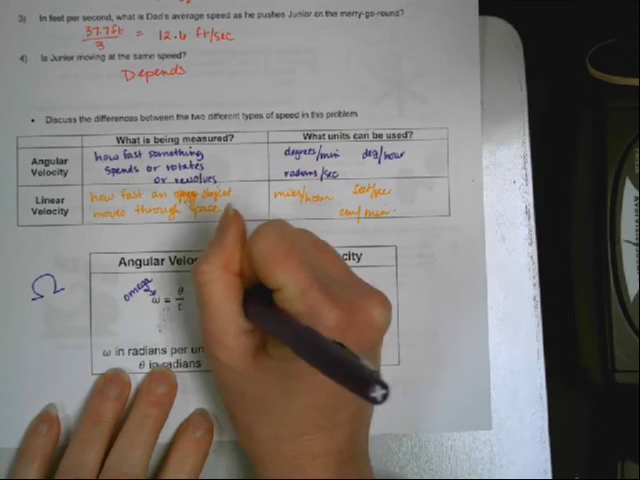 3) In feet per second, what is Dad's average speed as he pushes Junior on the merry-go-round?
37.7ft/3 = 12.6 ft/sec
4) Is Junior moving at the same speed?
Depends
• Discuss the differences between the two different types of speed in this problem
What is being measured? What units can be used?
Angular Velocity how fast something spends or rotates or revolves degrees/min deg/hour radians/sec
Linear Velocity how fast an object moves through space miles/hour feet/sec cm/min
Angular
Ω
omega
ω = θ/t
ω in radians per
θ in radians